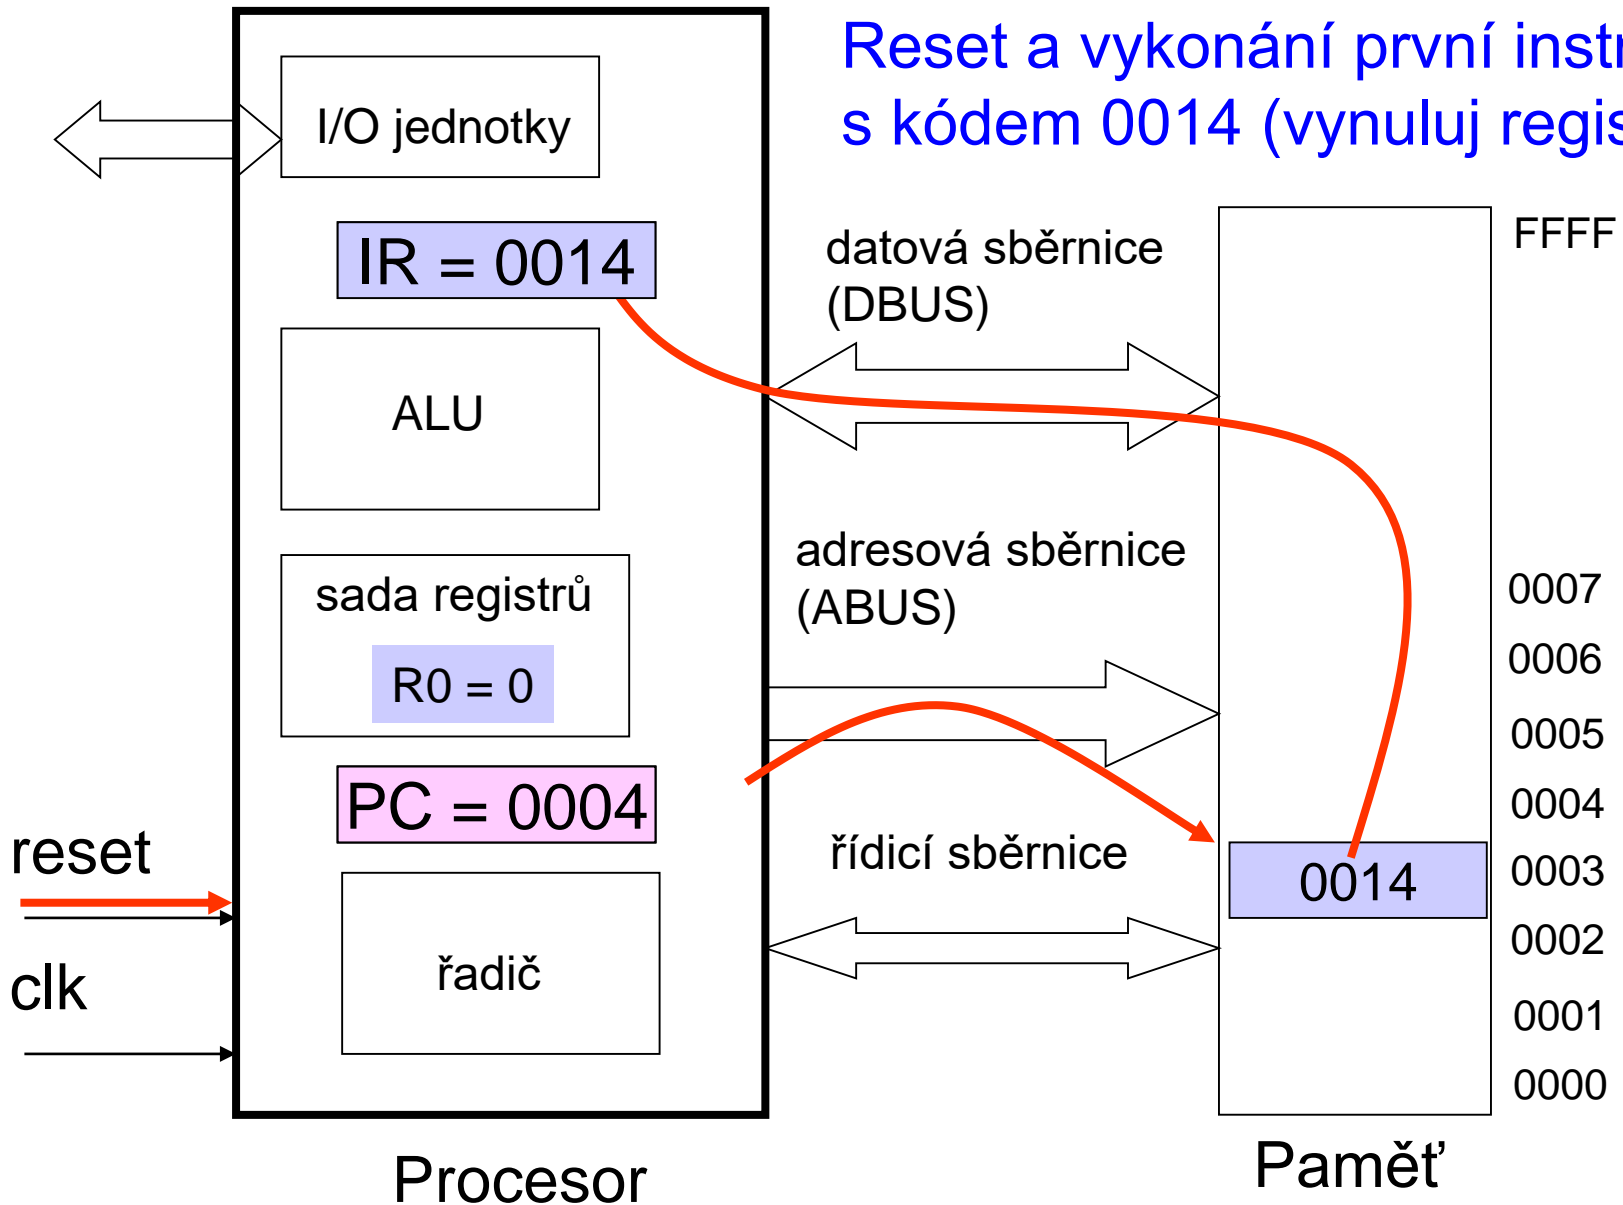 Reset a vykonání první
s kódem 0014 (vynuluj
I/O jednotky
IR = 0014
ALU
sada registrů
R0 = 0
PC = 0004
řadič
reset
clk
Procesor
datová sběrnice
(DBUS)
adresová sběrnice
(ABUS)
řídicí sběrnice
0014
FFFF
0007
0006
0005
0004
0003
0002
0001
0000
Paměť